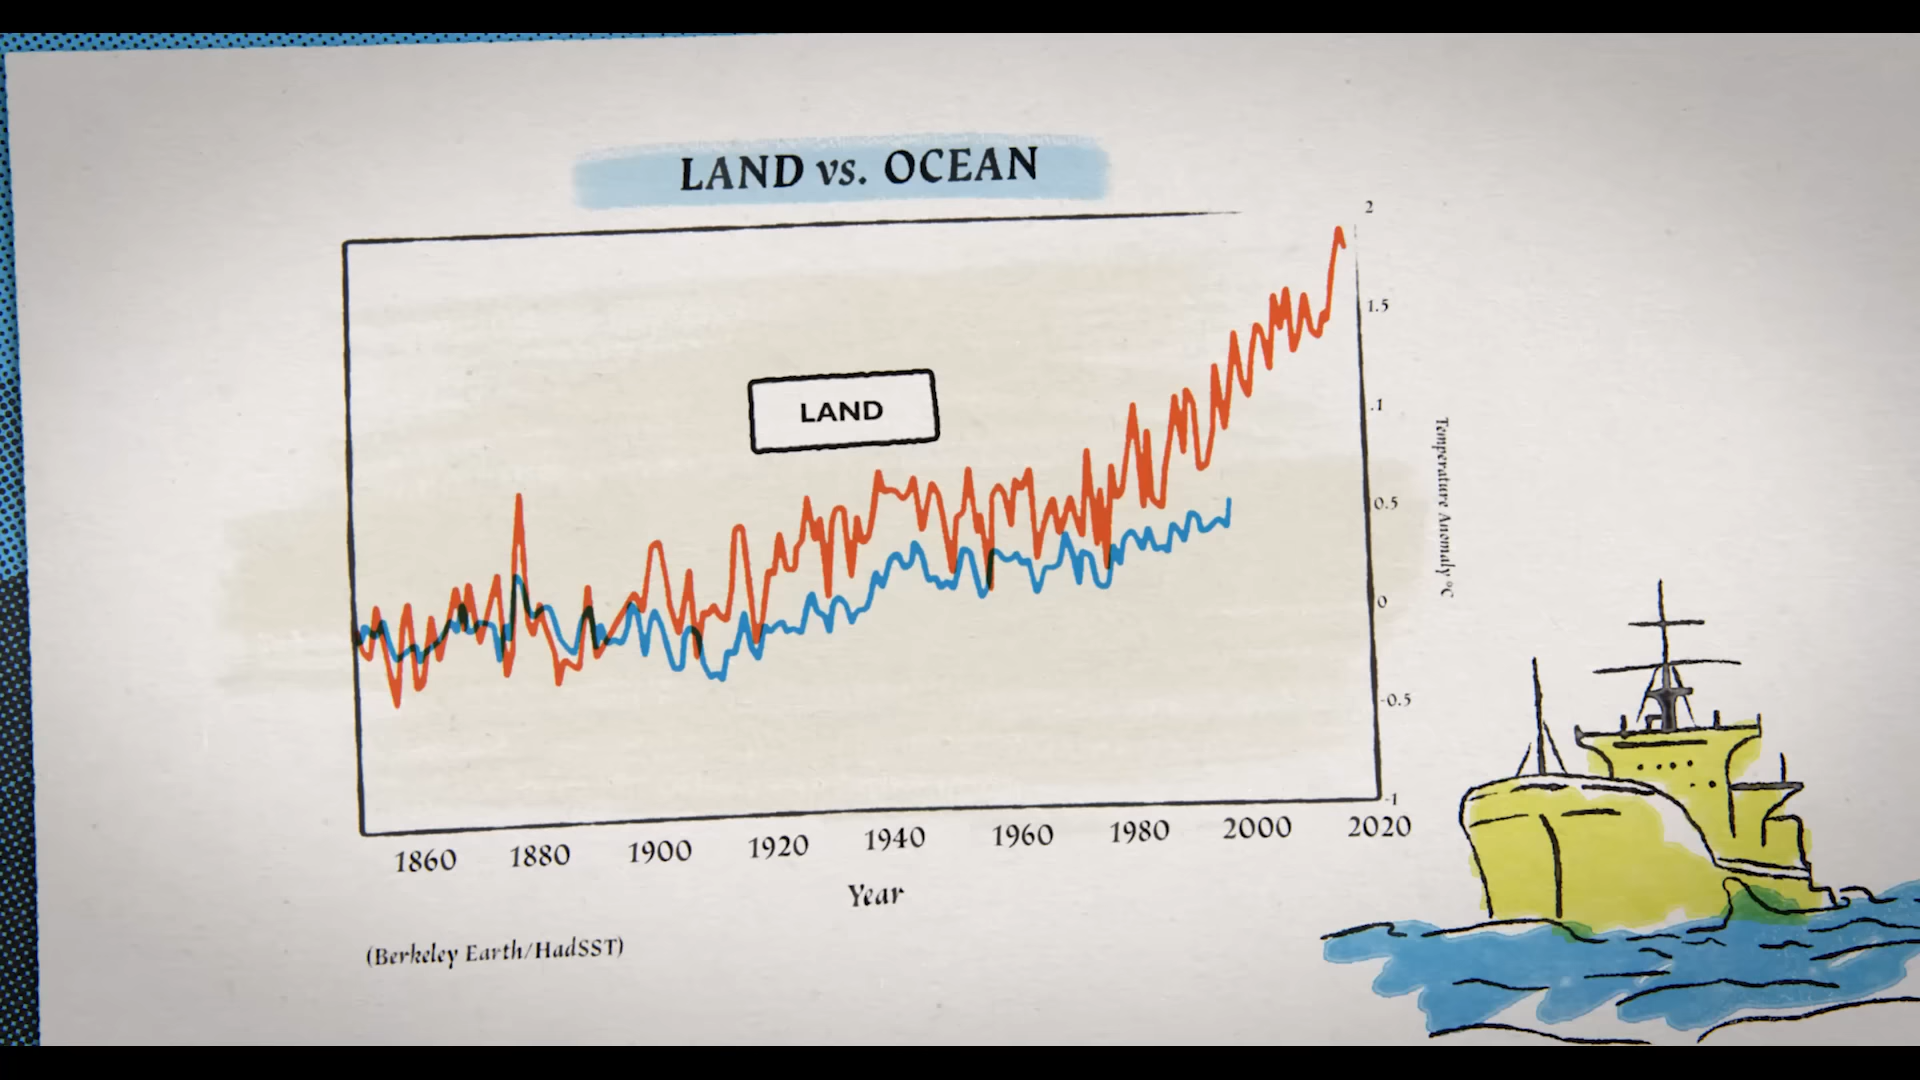 LAND vs. OCEAN
2
1.5
.1
0.5
0
-0.5
-1
Temperature Anomaly °C
LAND
1860 1880 1900 1920 1940 1960 1980 2000 2020
Year
(Berkeley Earth/HadSST)